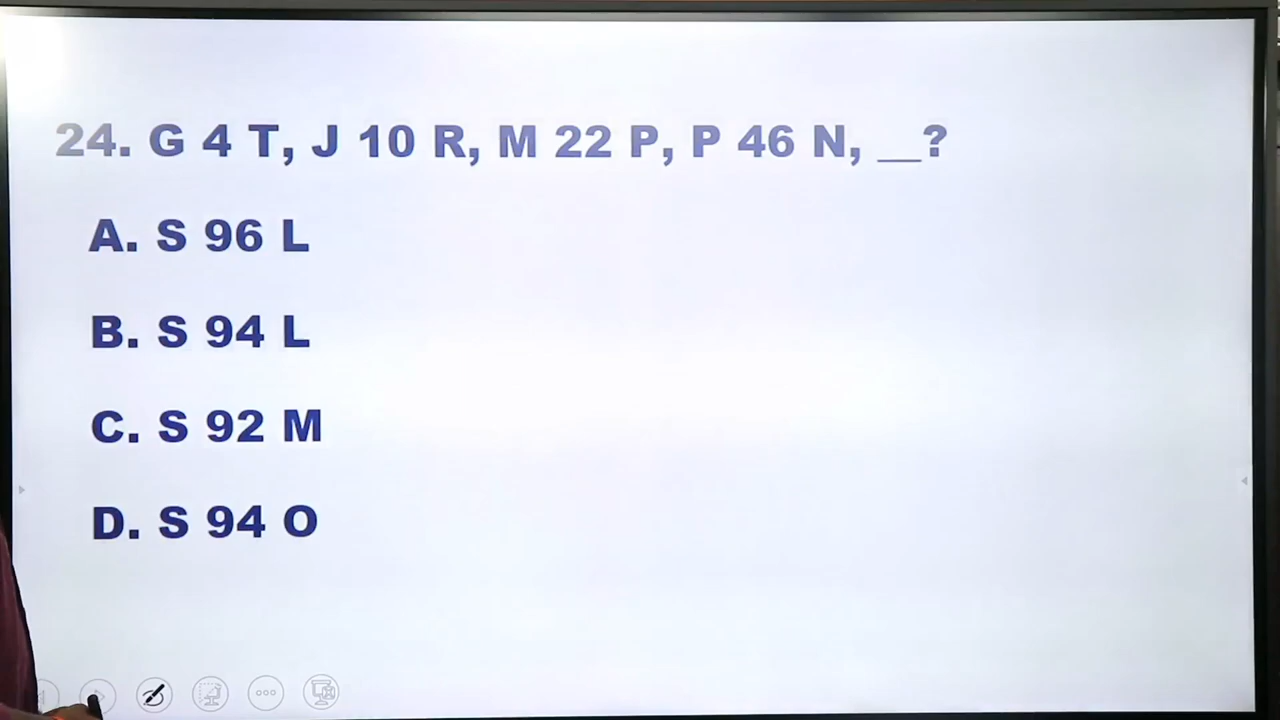 24. G 4 T, J 10 R, M 22 P, P 46 N, __?
A. S 96 L
B. S 94 L
C. S 92 M
D. S 94 O